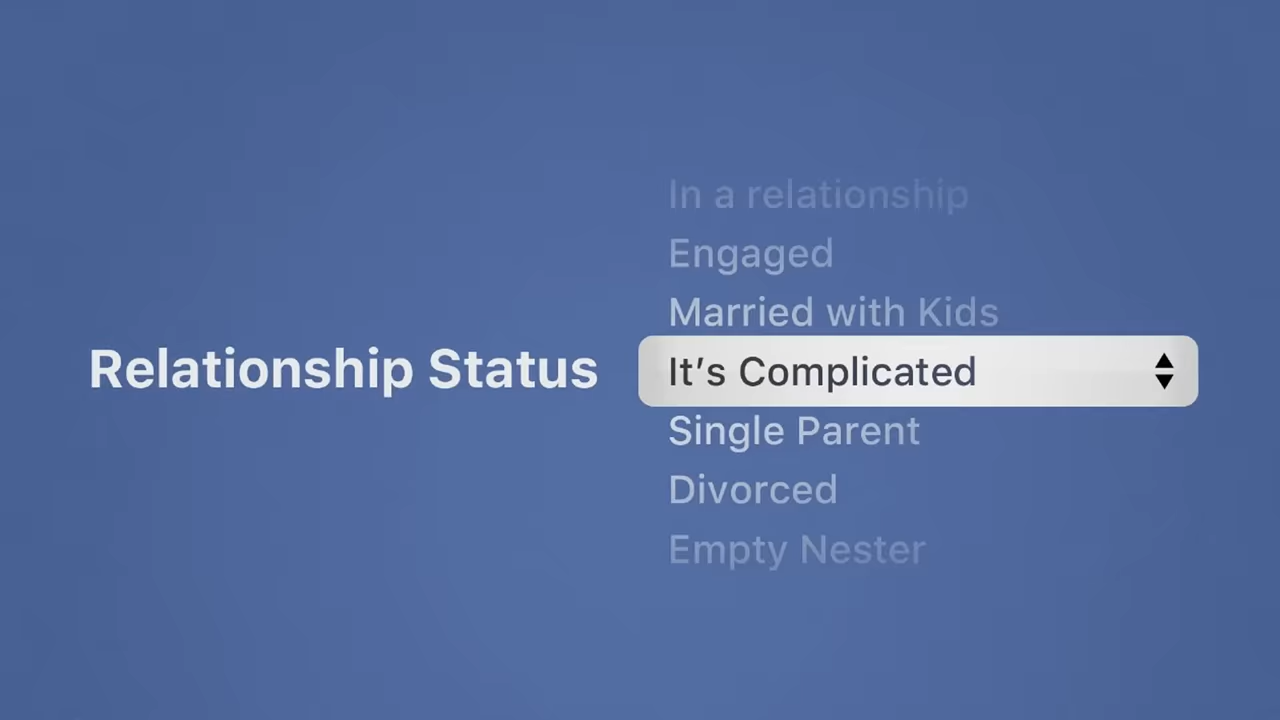 In a relationship
Engaged
Married with Kids
Relationship Status
It’s Complicated
Single Parent
Divorced
Empty Nester